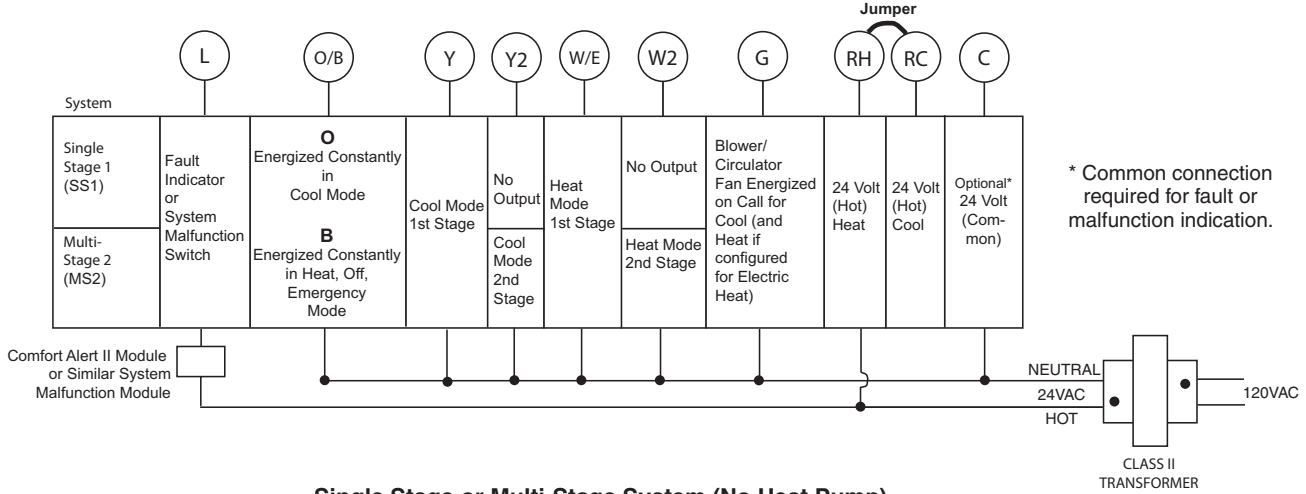 Jumper
L
O/B
Y
Y2
W/E
W2
G
RH
RC
C
System
Single
Stage 1
(SS1)
Multi-
Stage 2
(MS2)
Fault
Indicator
or
System
Malfunction
Switch
O
Energized Constantly
in
Cool Mode
B
Energized Constantly
in Heat, Off,
Emergency
Mode
Cool Mode
1st Stage
No
Output
Cool
Mode
2nd
Stage
Heat
Mode
1st Stage
No Output
Heat Mode
2nd Stage
Blower/
Circulator
Fan Energized
on Call for
Cool (and
Heat if
configured
for Electric
Heat)
24 Volt
(Hot)
Heat
24 Volt
(Hot)
Cool
Optional*
24 Volt
(Com-
mon)
* Common connection
required for fault or
malfunction indication.
Comfort Alert II Module
or Similar System
Malfunction Module
NEUTRAL
24VAC
HOT
120VAC
CLASS II
TRANSFORMER
Single Stage or Multi-Stage System (No Heat Pump)